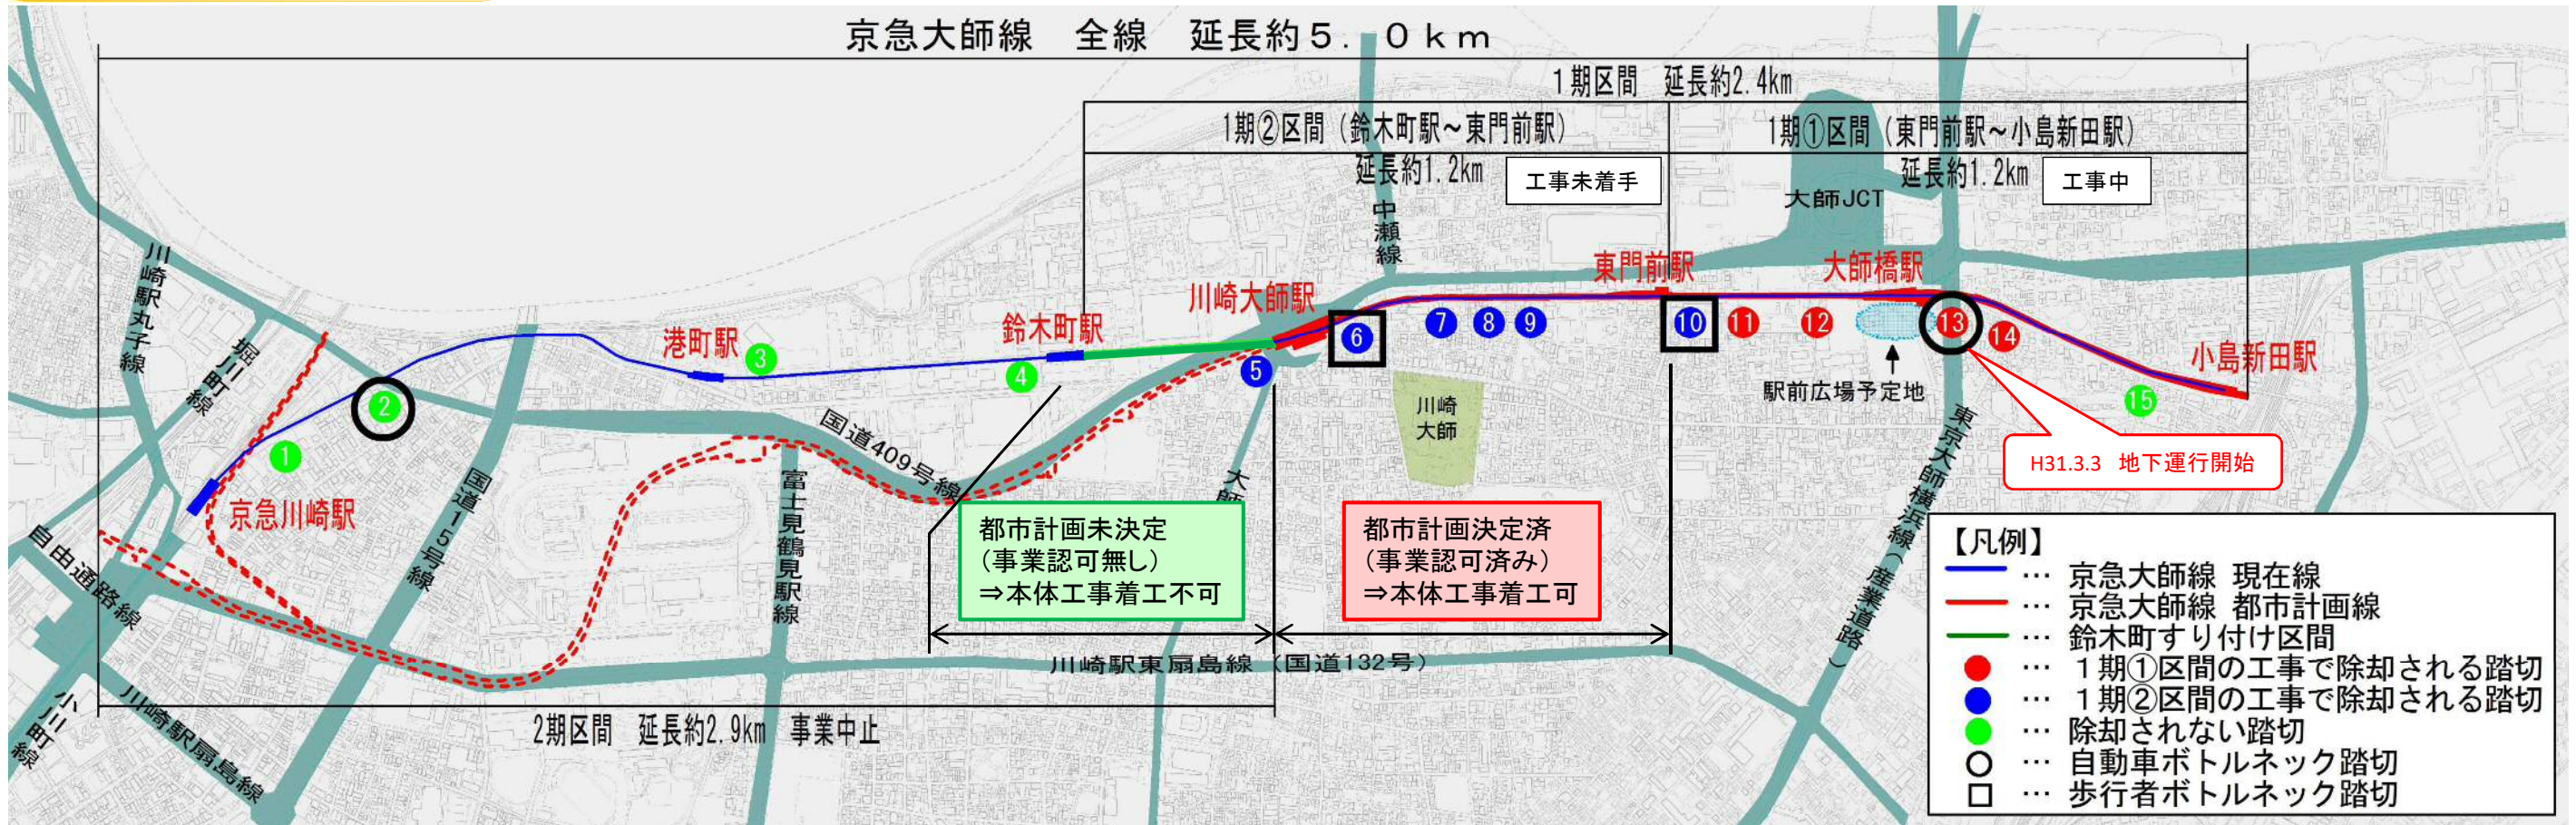 京急大師線　全線　延長約５．０ｋｍ
１期区間　延長約2.4km
1期②区間（鈴木町駅～東門前駅）
延長約1.2km
工事未着手
1期①区間（東門前駅～小島新田駅）
延長約1.2km
工事中
大師JCT
中瀬線
川崎駅丸子線
堀川町線
京急川崎駅
港町駅
鈴木町駅
川崎大師駅
東門前駅
大師橋駅
小島新田駅
1
2
3
4
5
6
7
8
9
10
11
12
13
14
15
駅前広場予定地
川崎
大師
国道409号線
国道15号線
富士見鶴見駅線
大師
東京大師横浜線（産業道路）
H31.3.3　地下運行開始
自由通路線
小川町線
川崎駅扇島線
都市計画未決定
（事業認可無し）
⇒本体工事着工不可
都市計画決定済
（事業認可済み）
⇒本体工事着工可
川崎駅東扇島線（国道132号）
2期区間　延長約2.9km　事業中止
【凡例】
… 京急大師線 現在線
… 京急大師線 都市計画線
… 鈴木町すり付け区間
… １期①区間の工事で除却される踏切
… １期②区間の工事で除却される踏切
… 除却されない踏切
… 自動車ボトルネック踏切
… 歩行者ボトルネック踏切